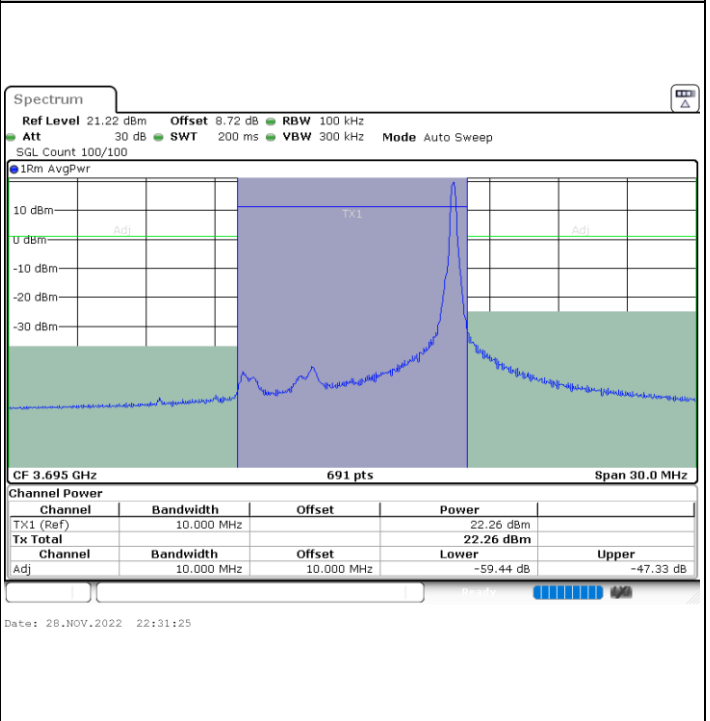 Spectrum
Ref Level 21.22 dBm Offset 8.72 dB RBW 100 kHz
Att 30 dB SWT 200 ms VBW 300 kHz Mode Auto Sweep
SGL Count 100/100
1Rm AvgPwr
10 dBm
TX1
Adj
Adj
0 dBm
-10 dBm
-20 dBm
-30 dBm
CF 3.695 GHz 691 pts Span 30.0 MHz
Channel Power
Channel Bandwidth Offset Power
TX1 (Ref) 10.000 MHz 22.26 dBm
Tx Total 22.26 dBm
Channel Bandwidth Offset Lower Upper
Adj 10.000 MHz 10.000 MHz -59.44 dB -47.33 dB
Ready
Date: 28.NOV.2022 22:31:25